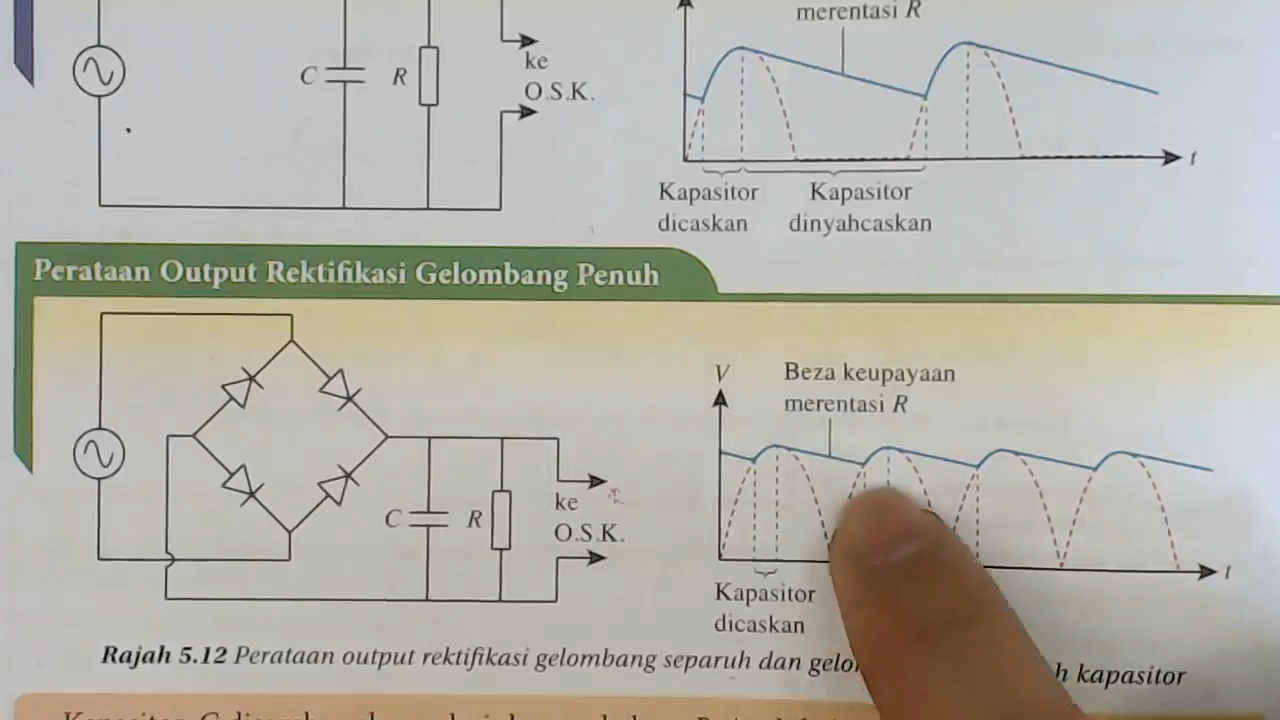 merentasi R
C
R
ke
O.S.K.
t
Kapasitor
dicaskan
Kapasitor
dinyahcaskan
Perataan Output Rektifikasi Gelombang Penuh
V
Beza keupayaan
merentasi R
C
R
ke
O.S.K.
t
Kapasitor
dicaskan
Rajah 5.12 Perataan output rektifikasi gelombang separuh dan kapasitor
Kapasitor, C